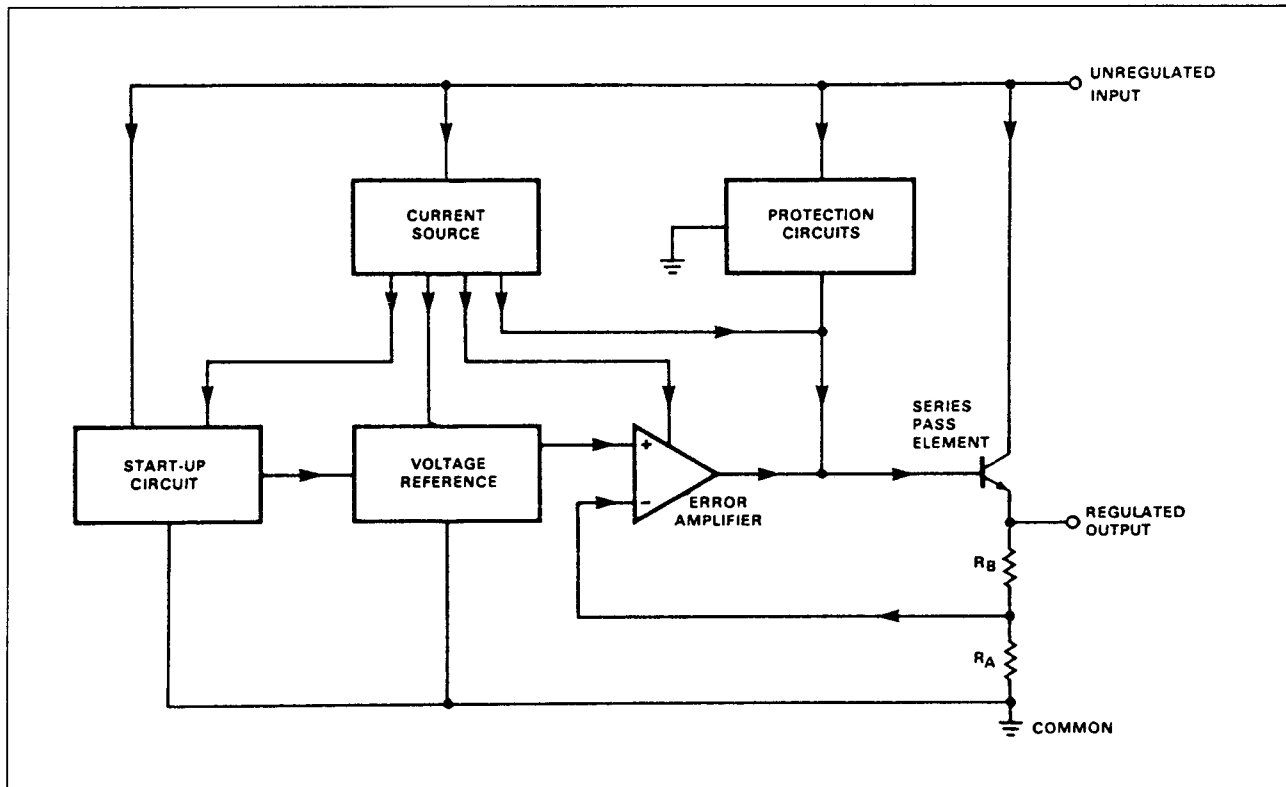 UNREGULATED
INPUT
CURRENT
SOURCE
PROTECTION
CIRCUITS
SERIES
PASS
ELEMENT
START-UP
CIRCUIT
VOLTAGE
REFERENCE
+
−
ERROR
AMPLIFIER
REGULATED
OUTPUT
RB
RA
COMMON